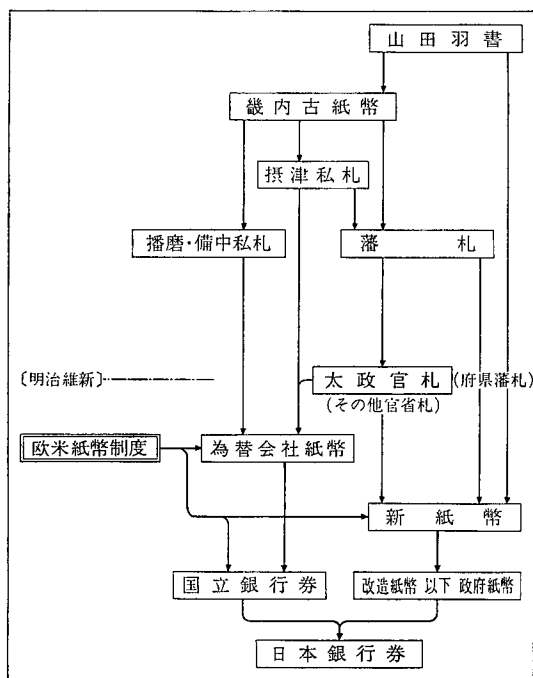 山田羽書
畿内古紙幣
摂津私札
播磨・備中私札
藩札
〔明治維新〕
太政官札
(府県藩札)
(その他官省札)
欧米紙幣制度
為替会社紙幣
新紙幣
国立銀行券
改造紙幣 以下 政府紙幣
日本銀行券